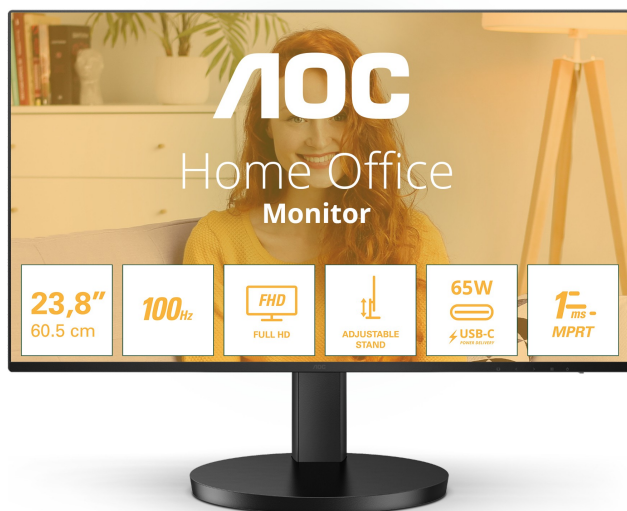 AOC
Home Office
Monitor
23,8”
60.5 cm
100Hz
FHD
FULL HD
ADJUSTABLE
STAND
65W
USB-C
POWER DELIVERY
1ms
MPRT
AOC